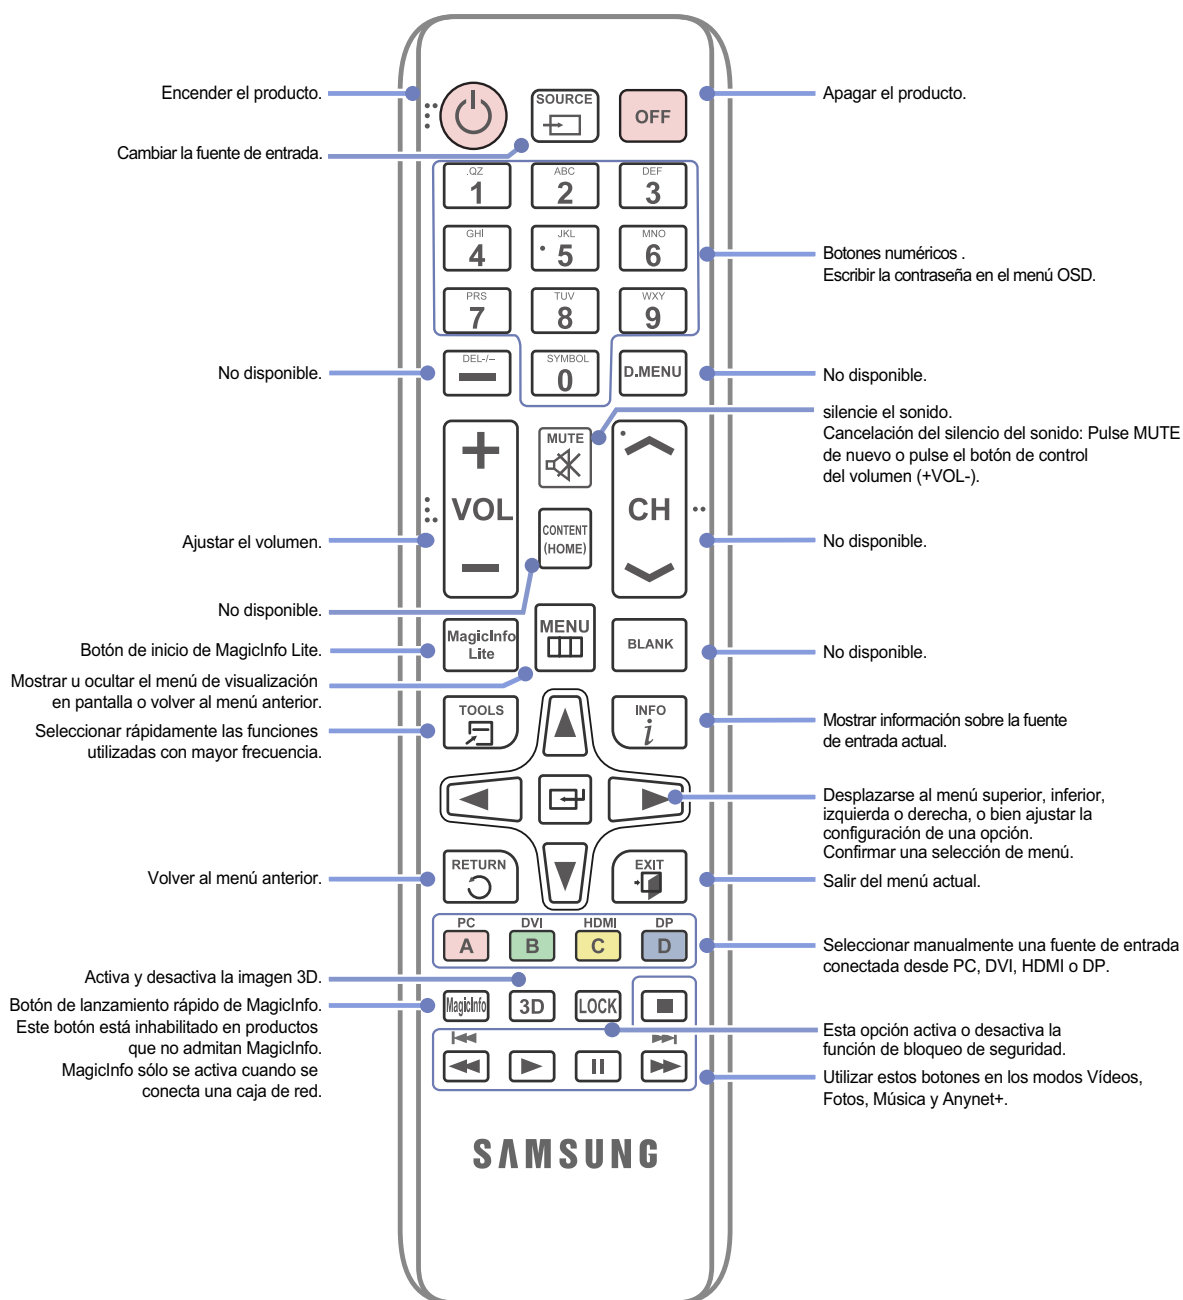 Encender el producto.
SOURCE
OFF
Apagar el producto.
Cambiar la fuente de entrada.
.QZ
1
ABC
2
DEF
3
GHI
4
JKL
5
MNO
6
Botones numéricos .
Escribir la contraseña en el menú OSD.
PRS
7
TUV
8
WXY
9
No disponible.
DEL-/–
SYMBOL
0
D.MENU
No disponible.
silencie el sonido.
Cancelación del silencio del sonido: Pulse MUTE
de nuevo o pulse el botón de control
del volumen (+VOL-).
MUTE
VOL
CH
CONTENT
(HOME)
Ajustar el volumen.
No disponible.
No disponible.
Botón de inicio de MagicInfo Lite.
MagicInfo
Lite
MENU
BLANK
No disponible.
Mostrar u ocultar el menú de visualización
en pantalla o volver al menú anterior.
Seleccionar rápidamente las funciones
utilizadas con mayor frecuencia.
TOOLS
INFO
i
Mostrar información sobre la fuente
de entrada actual.
Desplazarse al menú superior, inferior,
izquierda o derecha, o bien ajustar la
configuración de una opción.
Confirmar una selección de menú.
Volver al menú anterior.
RETURN
EXIT
Salir del menú actual.
PC
A
DVI
B
HDMI
C
DP
D
Seleccionar manualmente una fuente de entrada
conectada desde PC, DVI, HDMI o DP.
Activa y desactiva la imagen 3D.
Botón de lanzamiento rápido de MagicInfo.
Este botón está inhabilitado en productos
que no admitan MagicInfo.
MagicInfo sólo se activa cuando se
conecta una caja de red.
MagicInfo
3D
LOCK
Esta opción activa o desactiva la
función de bloqueo de seguridad.
Utilizar estos botones en los modos Vídeos,
Fotos, Música y Anynet+.
SAMSUNG